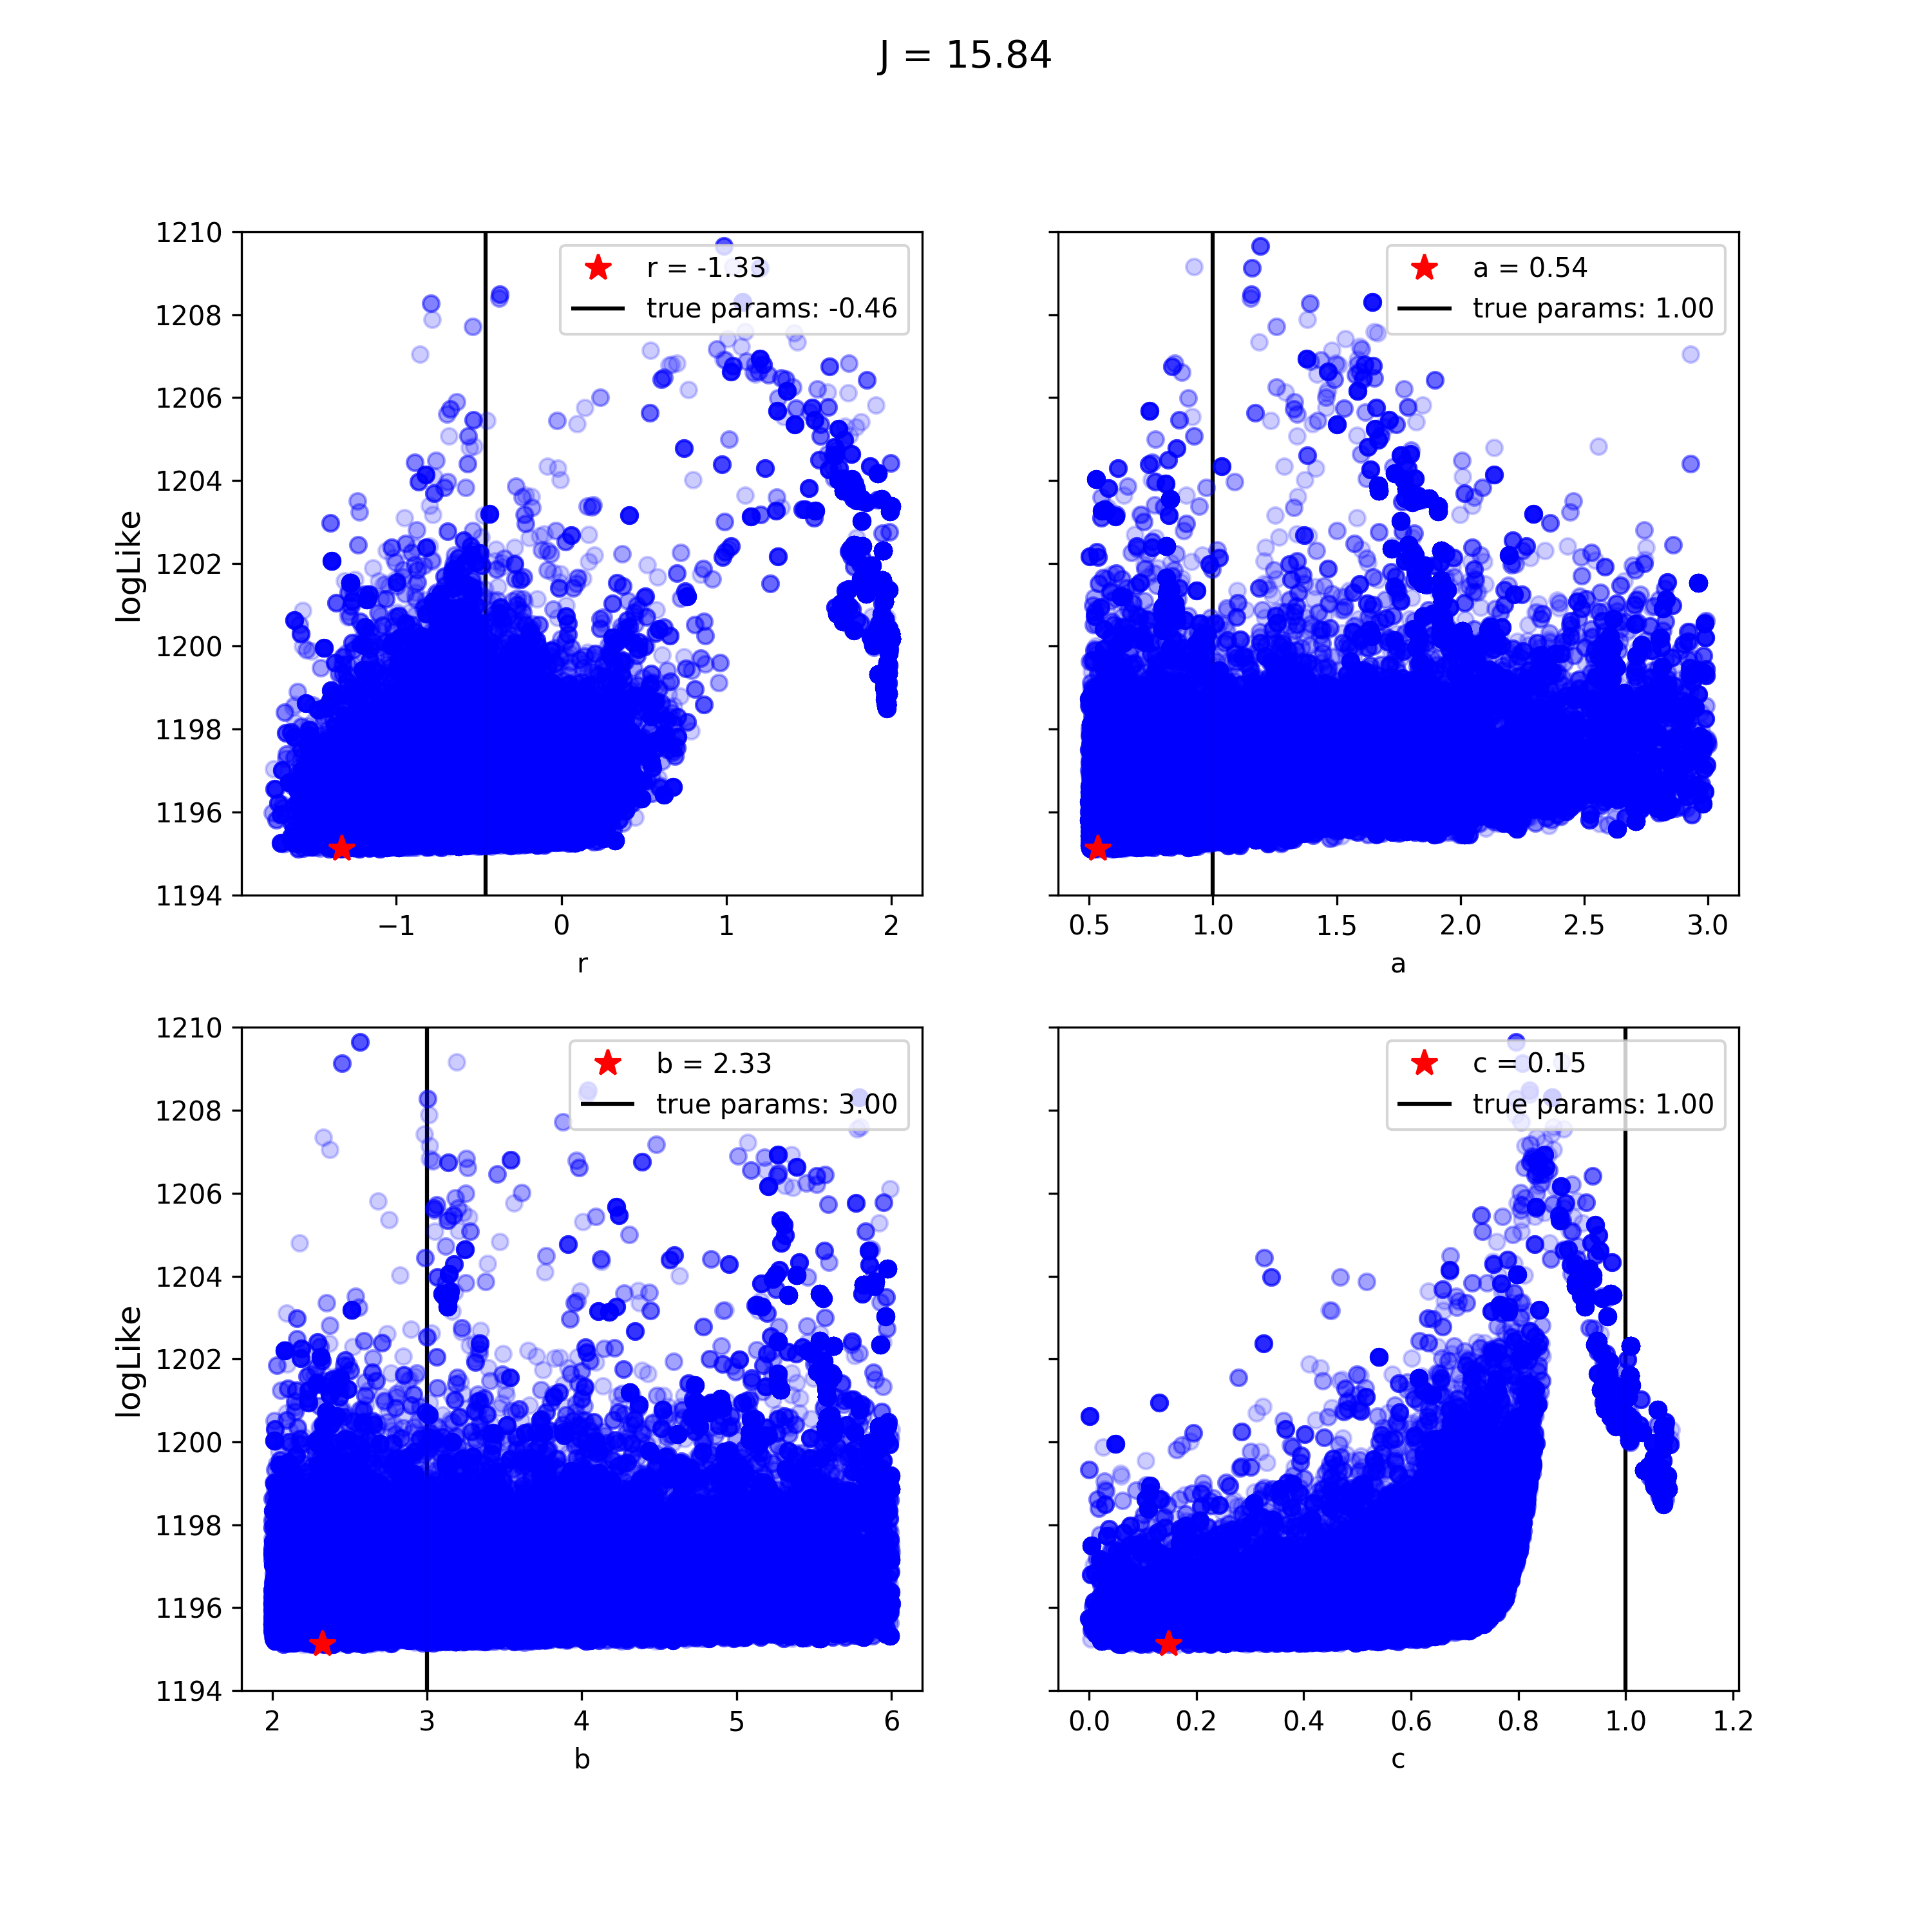 J = 15.84
1210
1208
1206
1204
1202
1200
1198
1196
1194
logLike
r = -1.33
true params: -0.46
−1
0
1
2
r
a = 0.54
true params: 1.00
0.5
1.0
1.5
2.0
2.5
3.0
a
1210
1208
1206
1204
1202
1200
1198
1196
1194
logLike
b = 2.33
true params: 3.00
2
3
4
5
6
b
c = 0.15
true params: 1.00
0.0
0.2
0.4
0.6
0.8
1.0
1.2
c